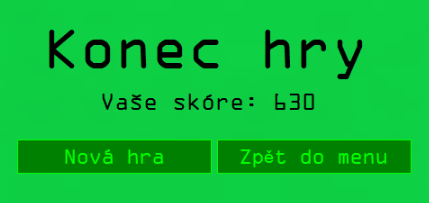 Konec hry
Vaše skóre: 630
Nová hra
Zpět do menu